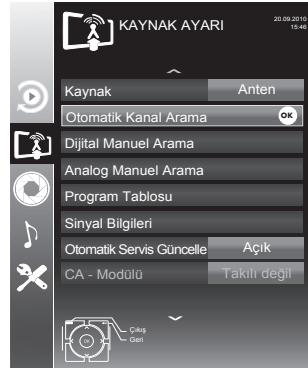 KAYNAK AYARI
20.09.2010
15:46
Kaynak Anten
Otomatik Kanal Arama OK
Dijital Manuel Arama
Analog Manuel Arama
Program Tablosu
Sinyal Bilgileri
Otomatik Servis Güncelle Açık
CA - Modülü Takılı değil
Çıkış
Geri
OK